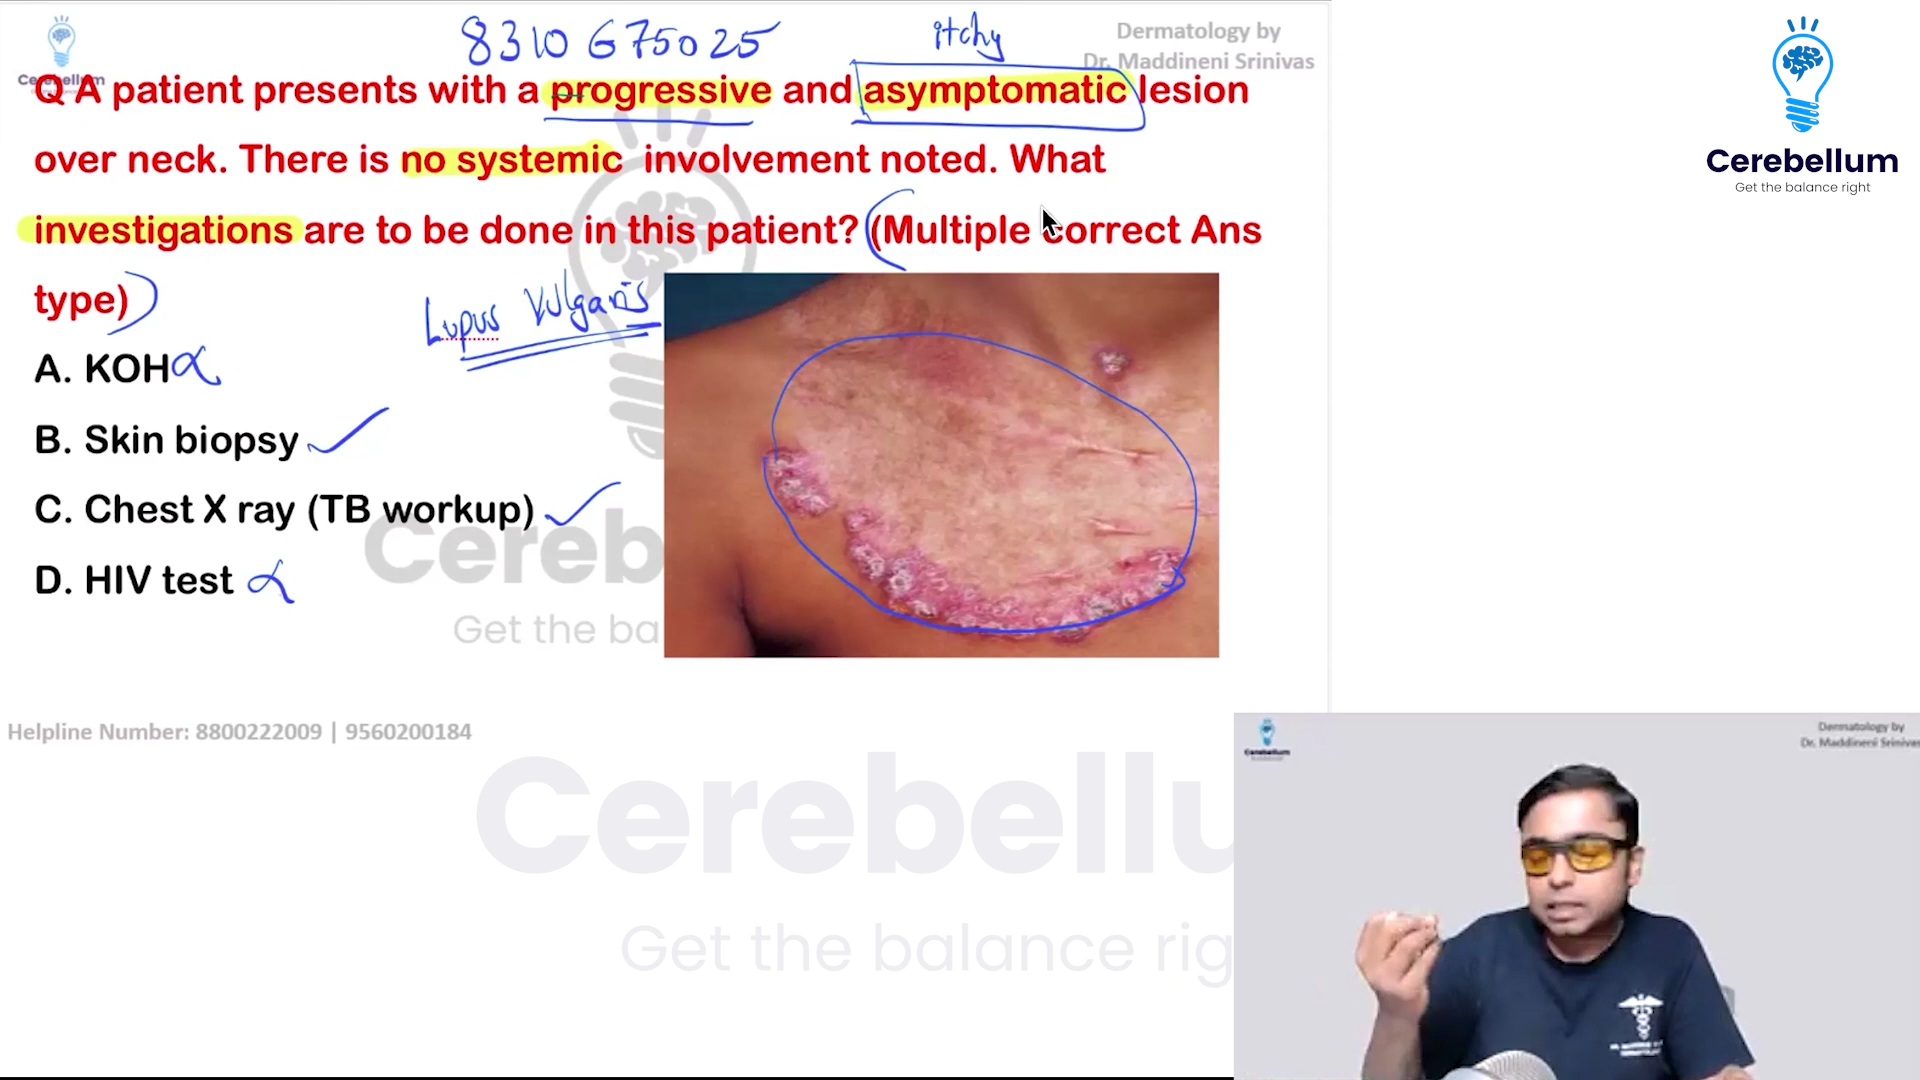 8310 675025
itchy
Dermatology by
Dr. Maddineni Srinivas
Cerebellum
Q A patient presents with a progressive and asymptomatic lesion
over neck. There is no systemic involvement noted. What
investigations are to be done in this patient? (Multiple correct Ans
type)
Lupus Vulgaris
A. KOH
B. Skin biopsy
C. Chest X ray (TB workup)
D. HIV test
Cereb
Get the ba
Helpline Number: 8800222009 | 9560200184
Cerebellu
Get the balance rig
Cerebellum
Get the balance right
Cerebellum
Dermatology by
Dr. Maddineni Srinivas